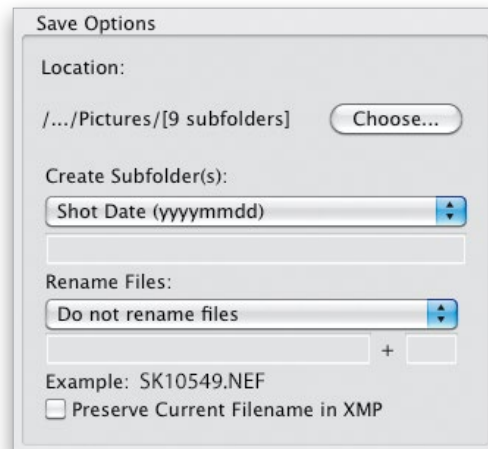 Save Options
Location:
/.../Pictures/[9 subfolders] Choose...
Create Subfolder(s):
Shot Date (yyyymmdd)
Rename Files:
Do not rename files
+
Example: SK10549.NEF
Preserve Current Filename in XMP